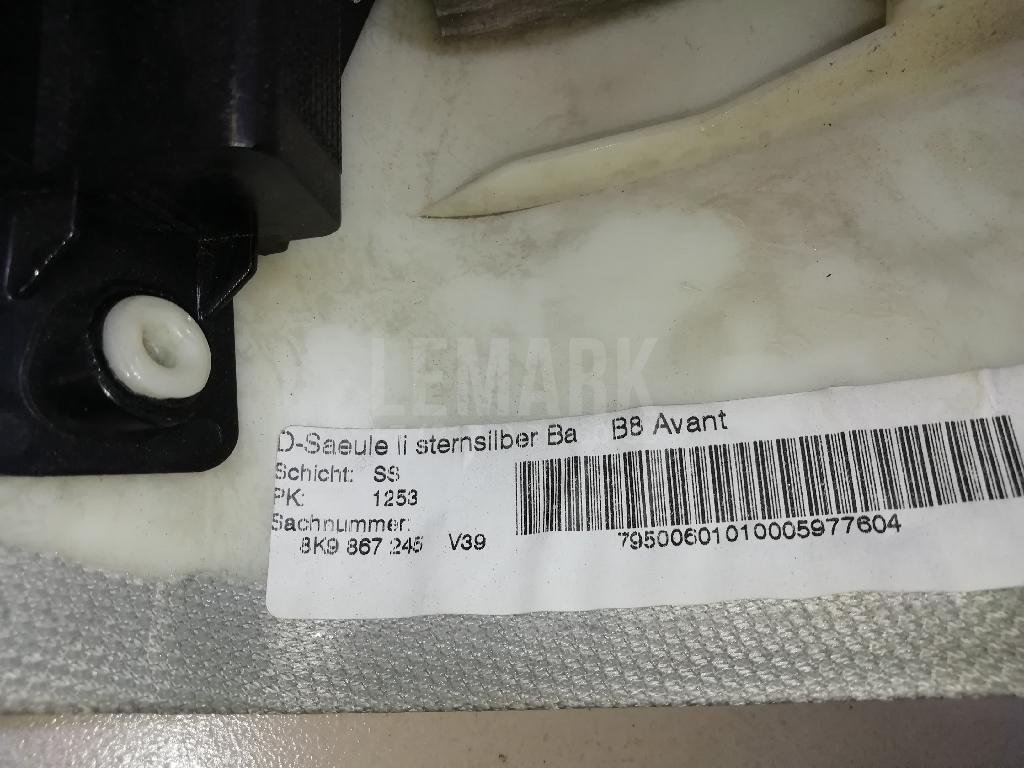 LEMARK
D-Saeule li sternsilber Ba B8 Avant
Schicht: SS
PK: 1253
Sachnummer:
8K9 867 245 V39
79500601010005977604